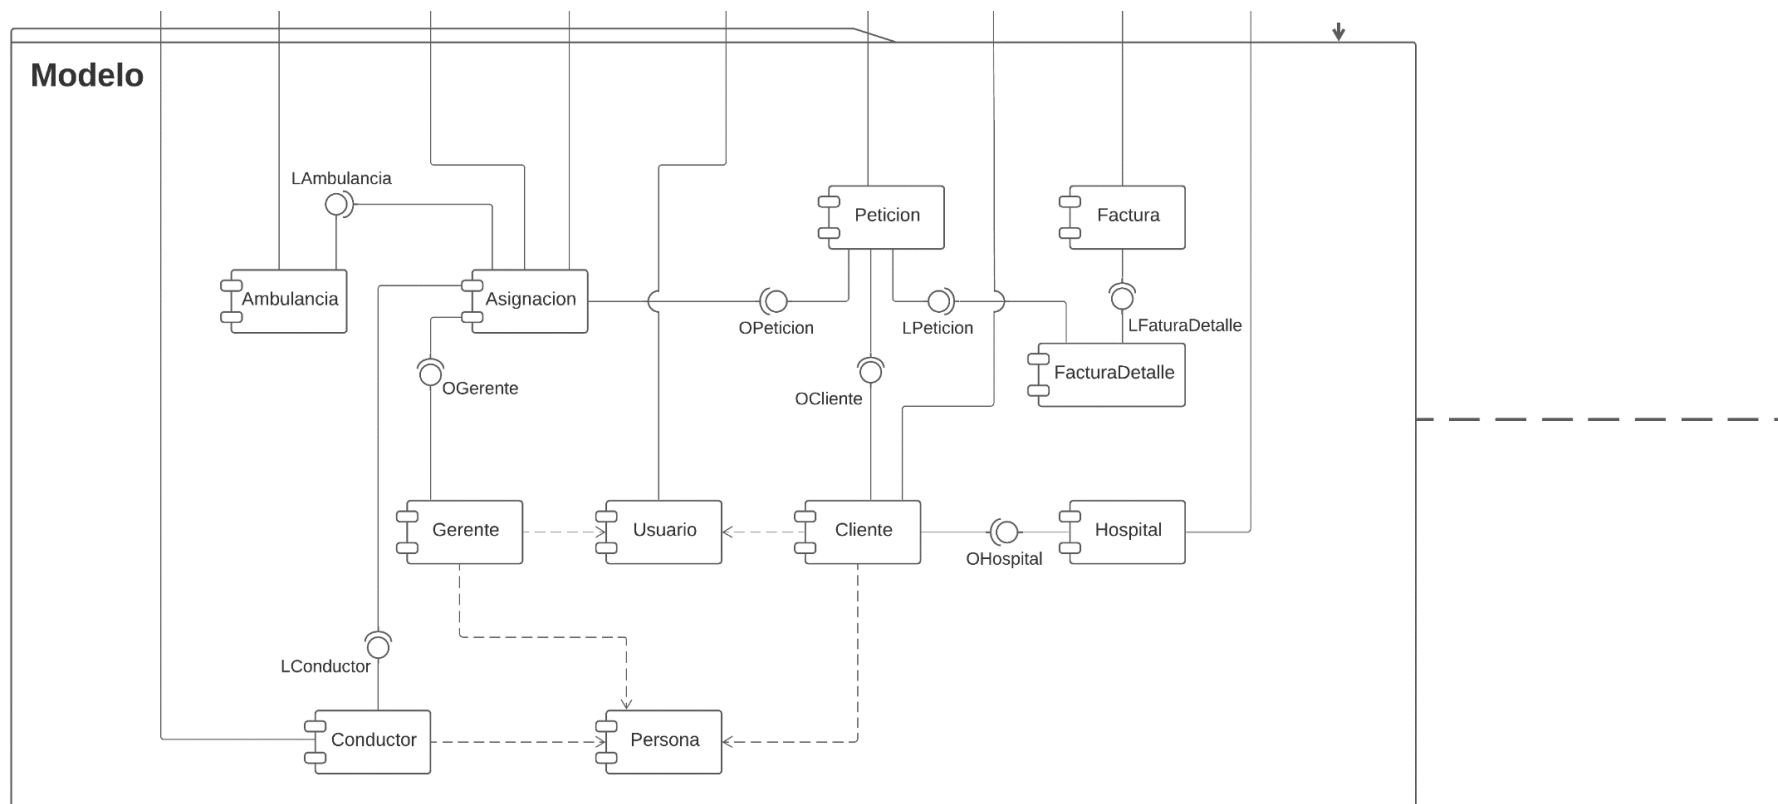 Modelo
LAmbulancia
Peticion
Factura
Ambulancia
Asignacion
OPeticion
LPeticion
LFaturaDetalle
FacturaDetalle
OGerente
OCliente
Gerente
Usuario
Cliente
Hospital
OHospital
LConductor
Conductor
Persona